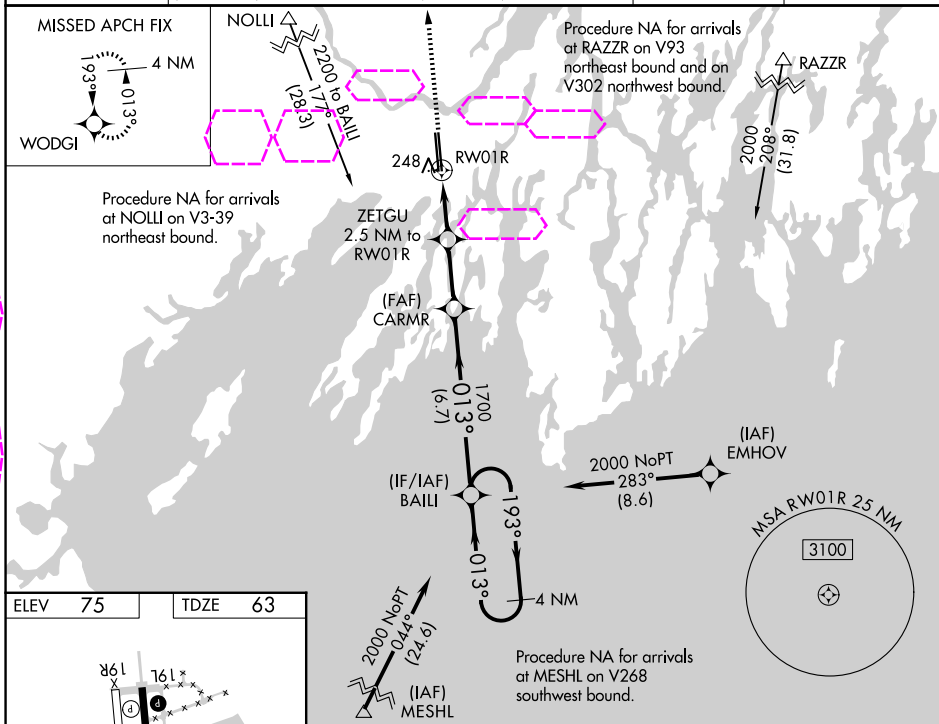 MISSED APCH FIX
4 NM
193°
013°
WODGI
NOLLI
2200 to BAILI
177°
(28.3)
Procedure NA for arrivals
at RAZZR on V93
northeast bound and on
V302 northwest bound.
RAZZR
2000
208°
(31.8)
248
RW01R
Procedure NA for arrivals
at NOLLI on V3-39
northeast bound.
ZETGU
2.5 NM to
RW01R
(FAF)
CARMR
1700
013°
(6.7)
(IF/IAF)
BAILI
193°
013°
4 NM
2000 NoPT
283°
(8.6)
(IAF)
EMHOV
MSA RW01R 25 NM
3100
2000 NoPT
044°
(24.6)
(IAF)
MESHL
Procedure NA for arrivals
at MESHL on V268
southwest bound.
ELEV 75
TDZE 63
19R
19L
X
P
P